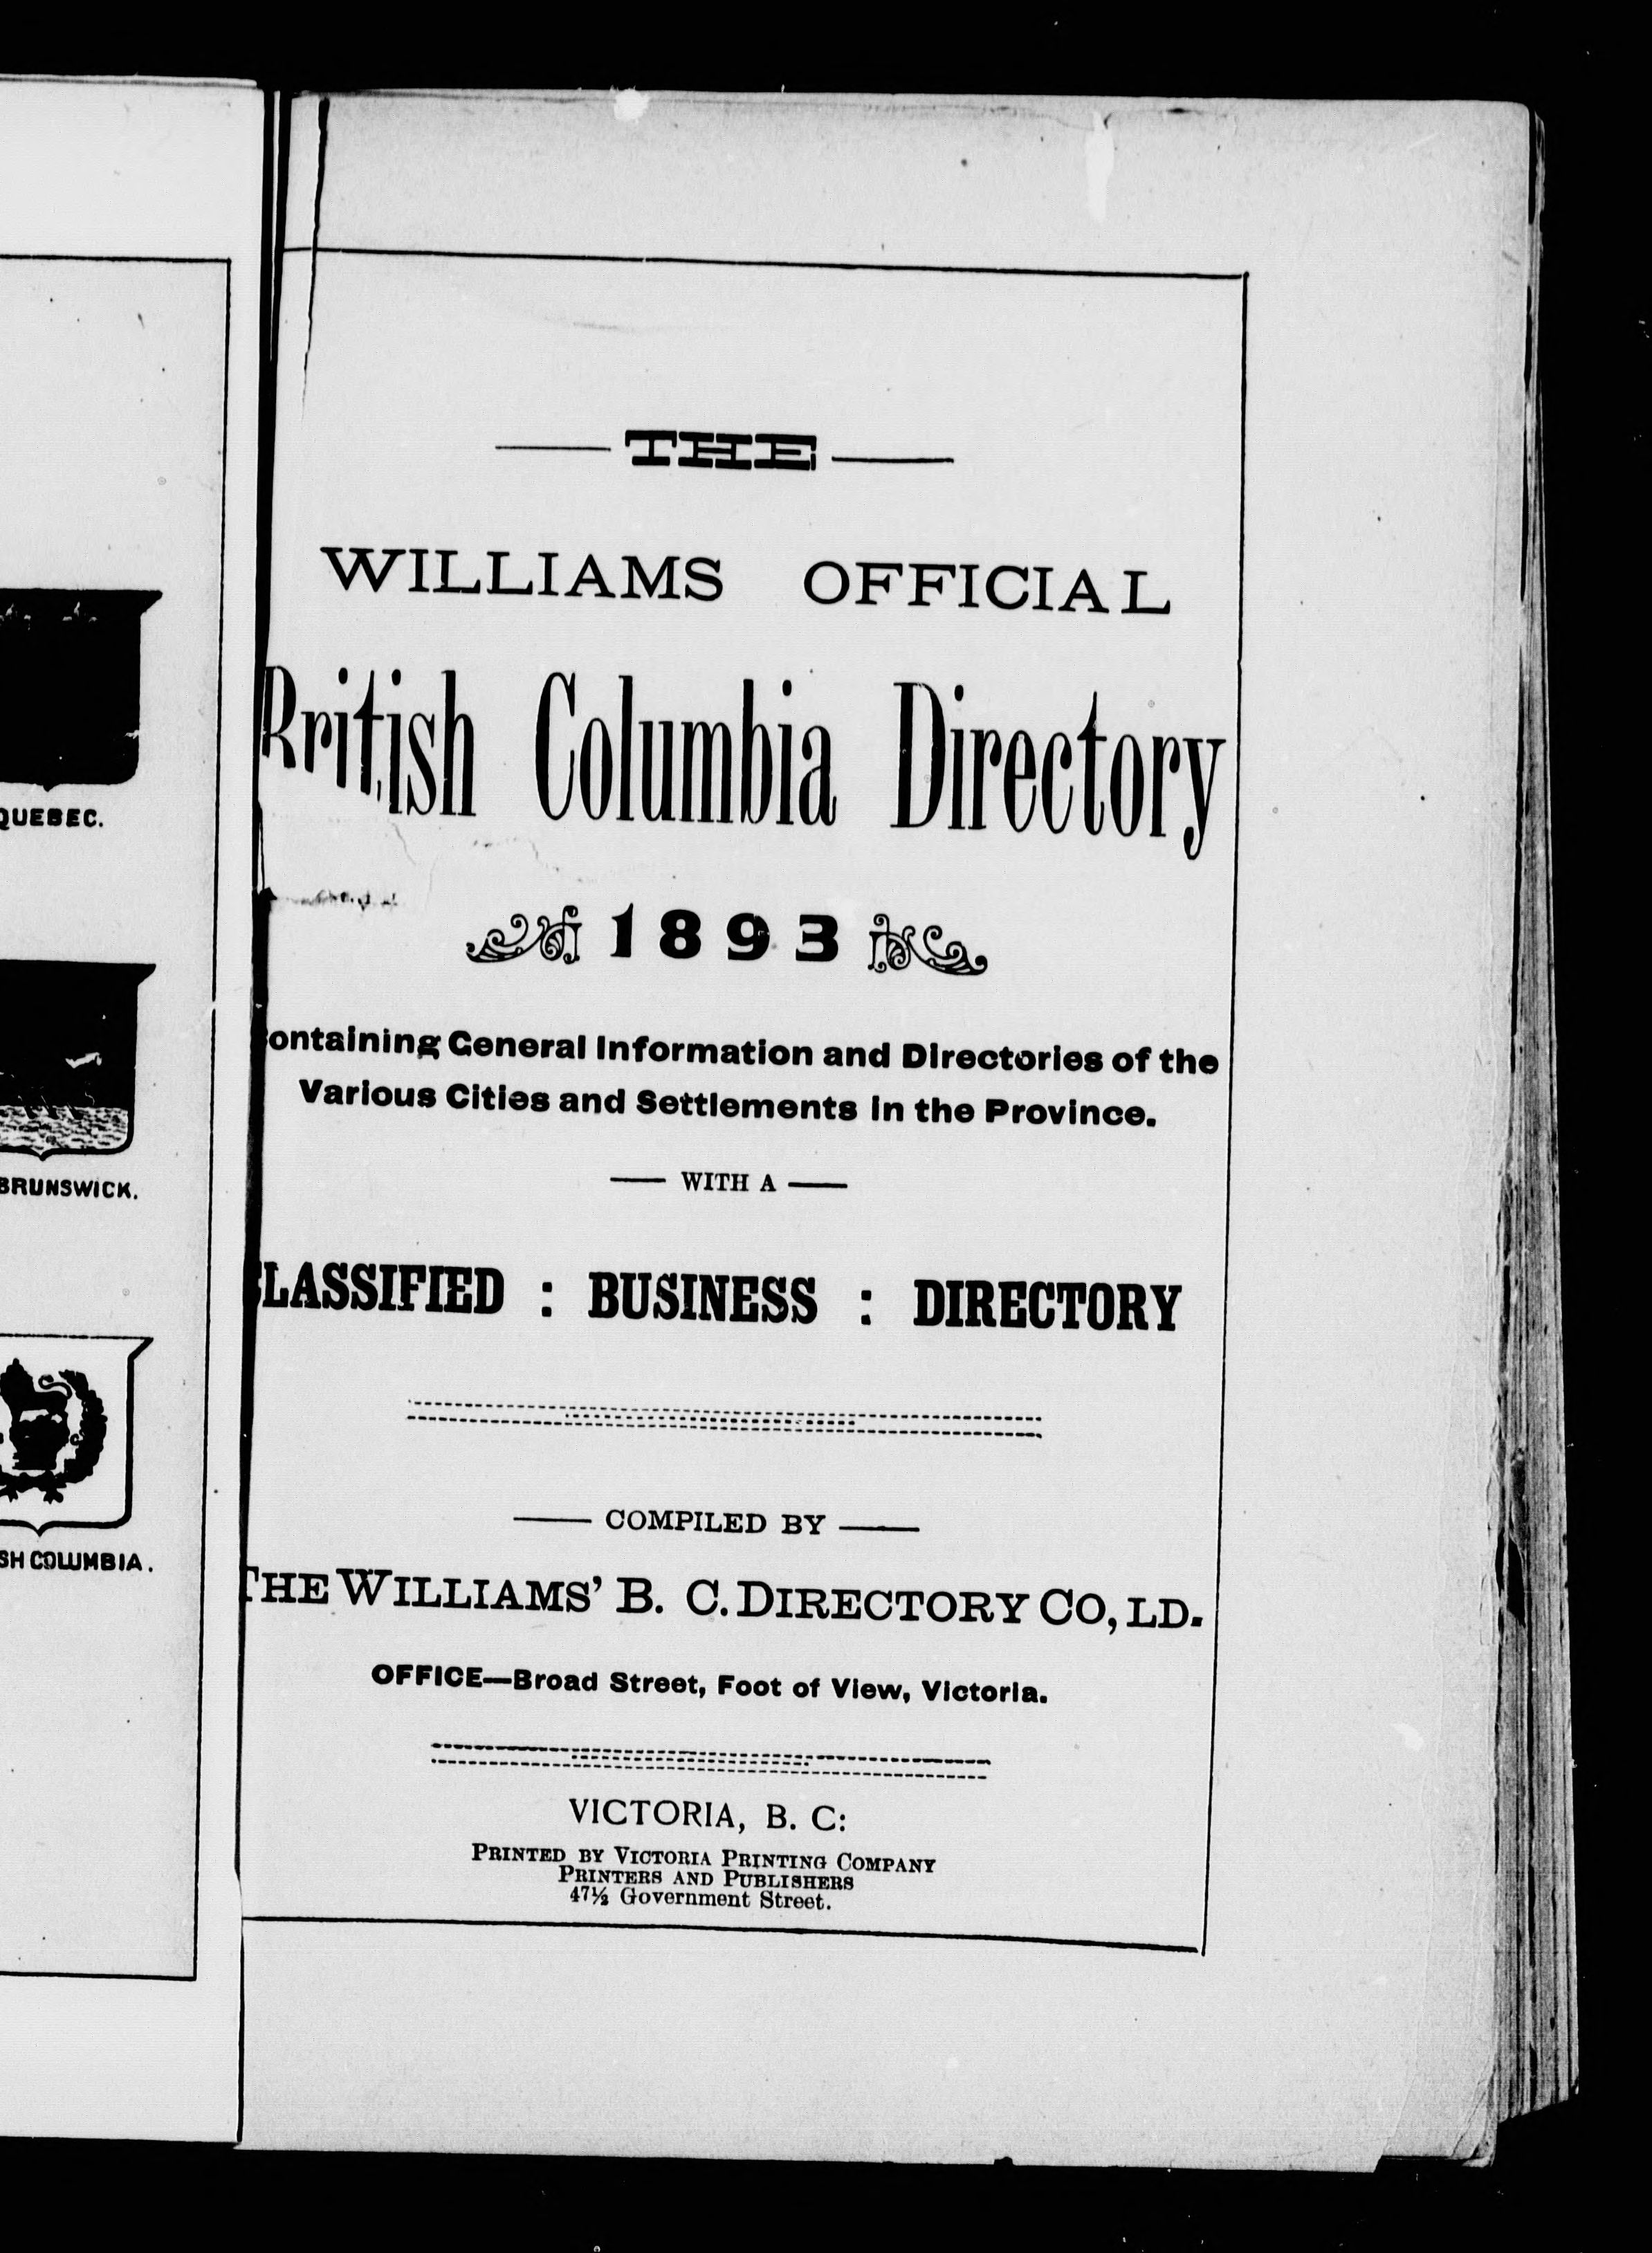 QUEBEC.
BRUNSWICK.
SH COLUMBIA.
THE
WILLIAMS OFFICIAL
British Columbia Directory
1893
Containing General Information and Directories of the
Various Cities and Settlements in the Province.
WITH A
CLASSIFIED : BUSINESS : DIRECTORY
COMPILED BY
THE WILLIAMS' B. C. DIRECTORY CO, LD.
OFFICE—Broad Street, Foot of View, Victoria.
VICTORIA, B. C:
PRINTED BY VICTORIA PRINTING COMPANY
PRINTERS AND PUBLISHERS
47½ Government Street.